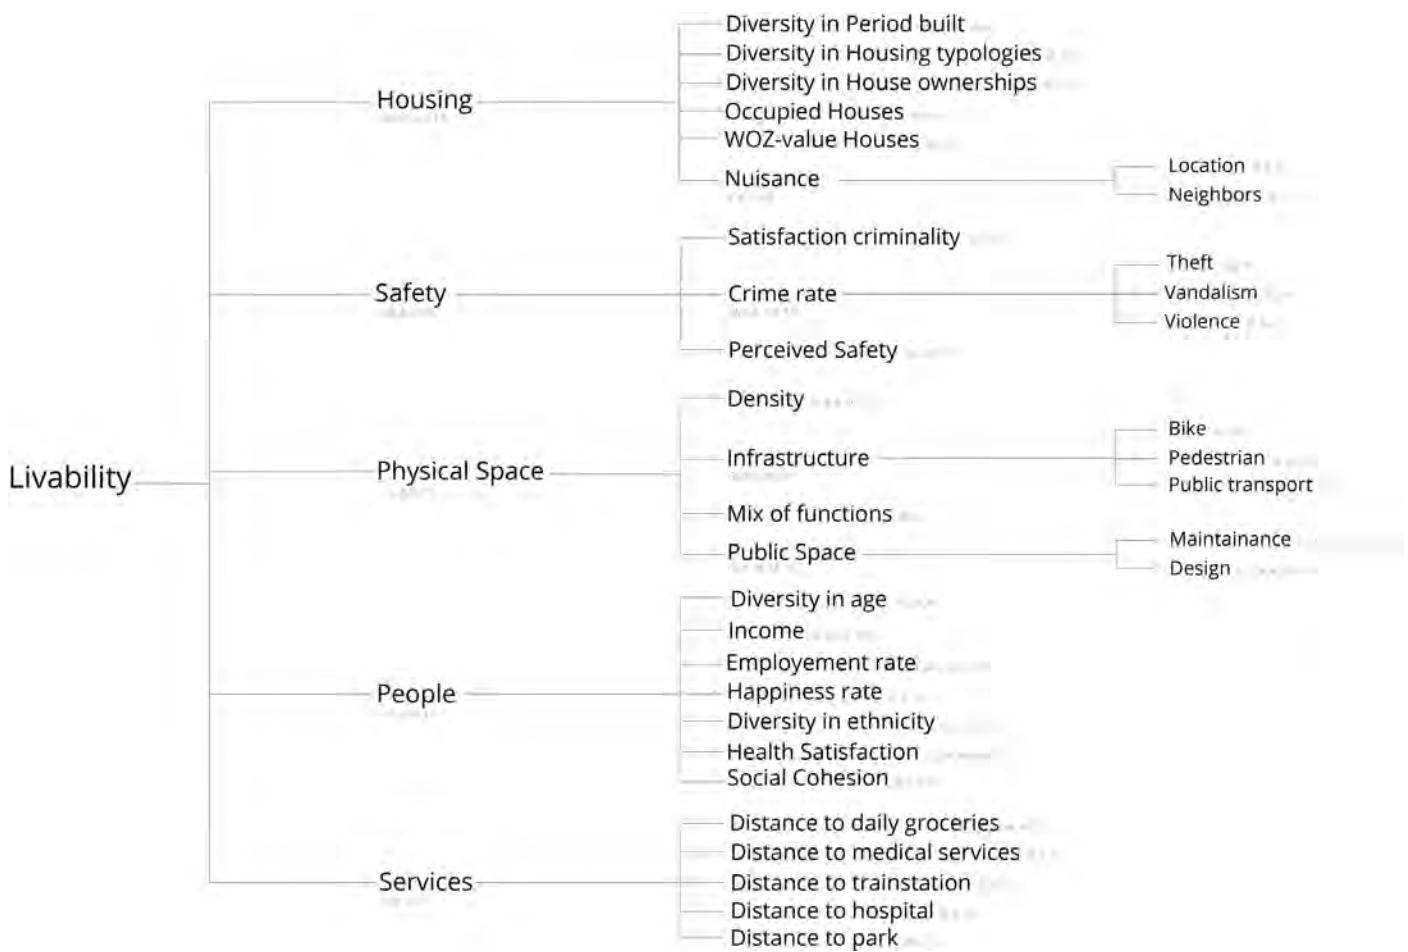 Livability
Housing
Diversity in Period built
Diversity in Housing typologies
Diversity in House ownerships
Occupied Houses
WOZ-value Houses
Nuisance
Location
Neighbors
Safety
Satisfaction criminality
Crime rate
Theft
Vandalism
Violence
Perceived Safety
Physical Space
Density
Infrastructure
Bike
Pedestrian
Public transport
Mix of functions
Public Space
Maintainance
Design
People
Diversity in age
Income
Employement rate
Happiness rate
Diversity in ethnicity
Health Satisfaction
Social Cohesion
Services
Distance to daily groceries
Distance to medical services
Distance to trainstation
Distance to hospital
Distance to park